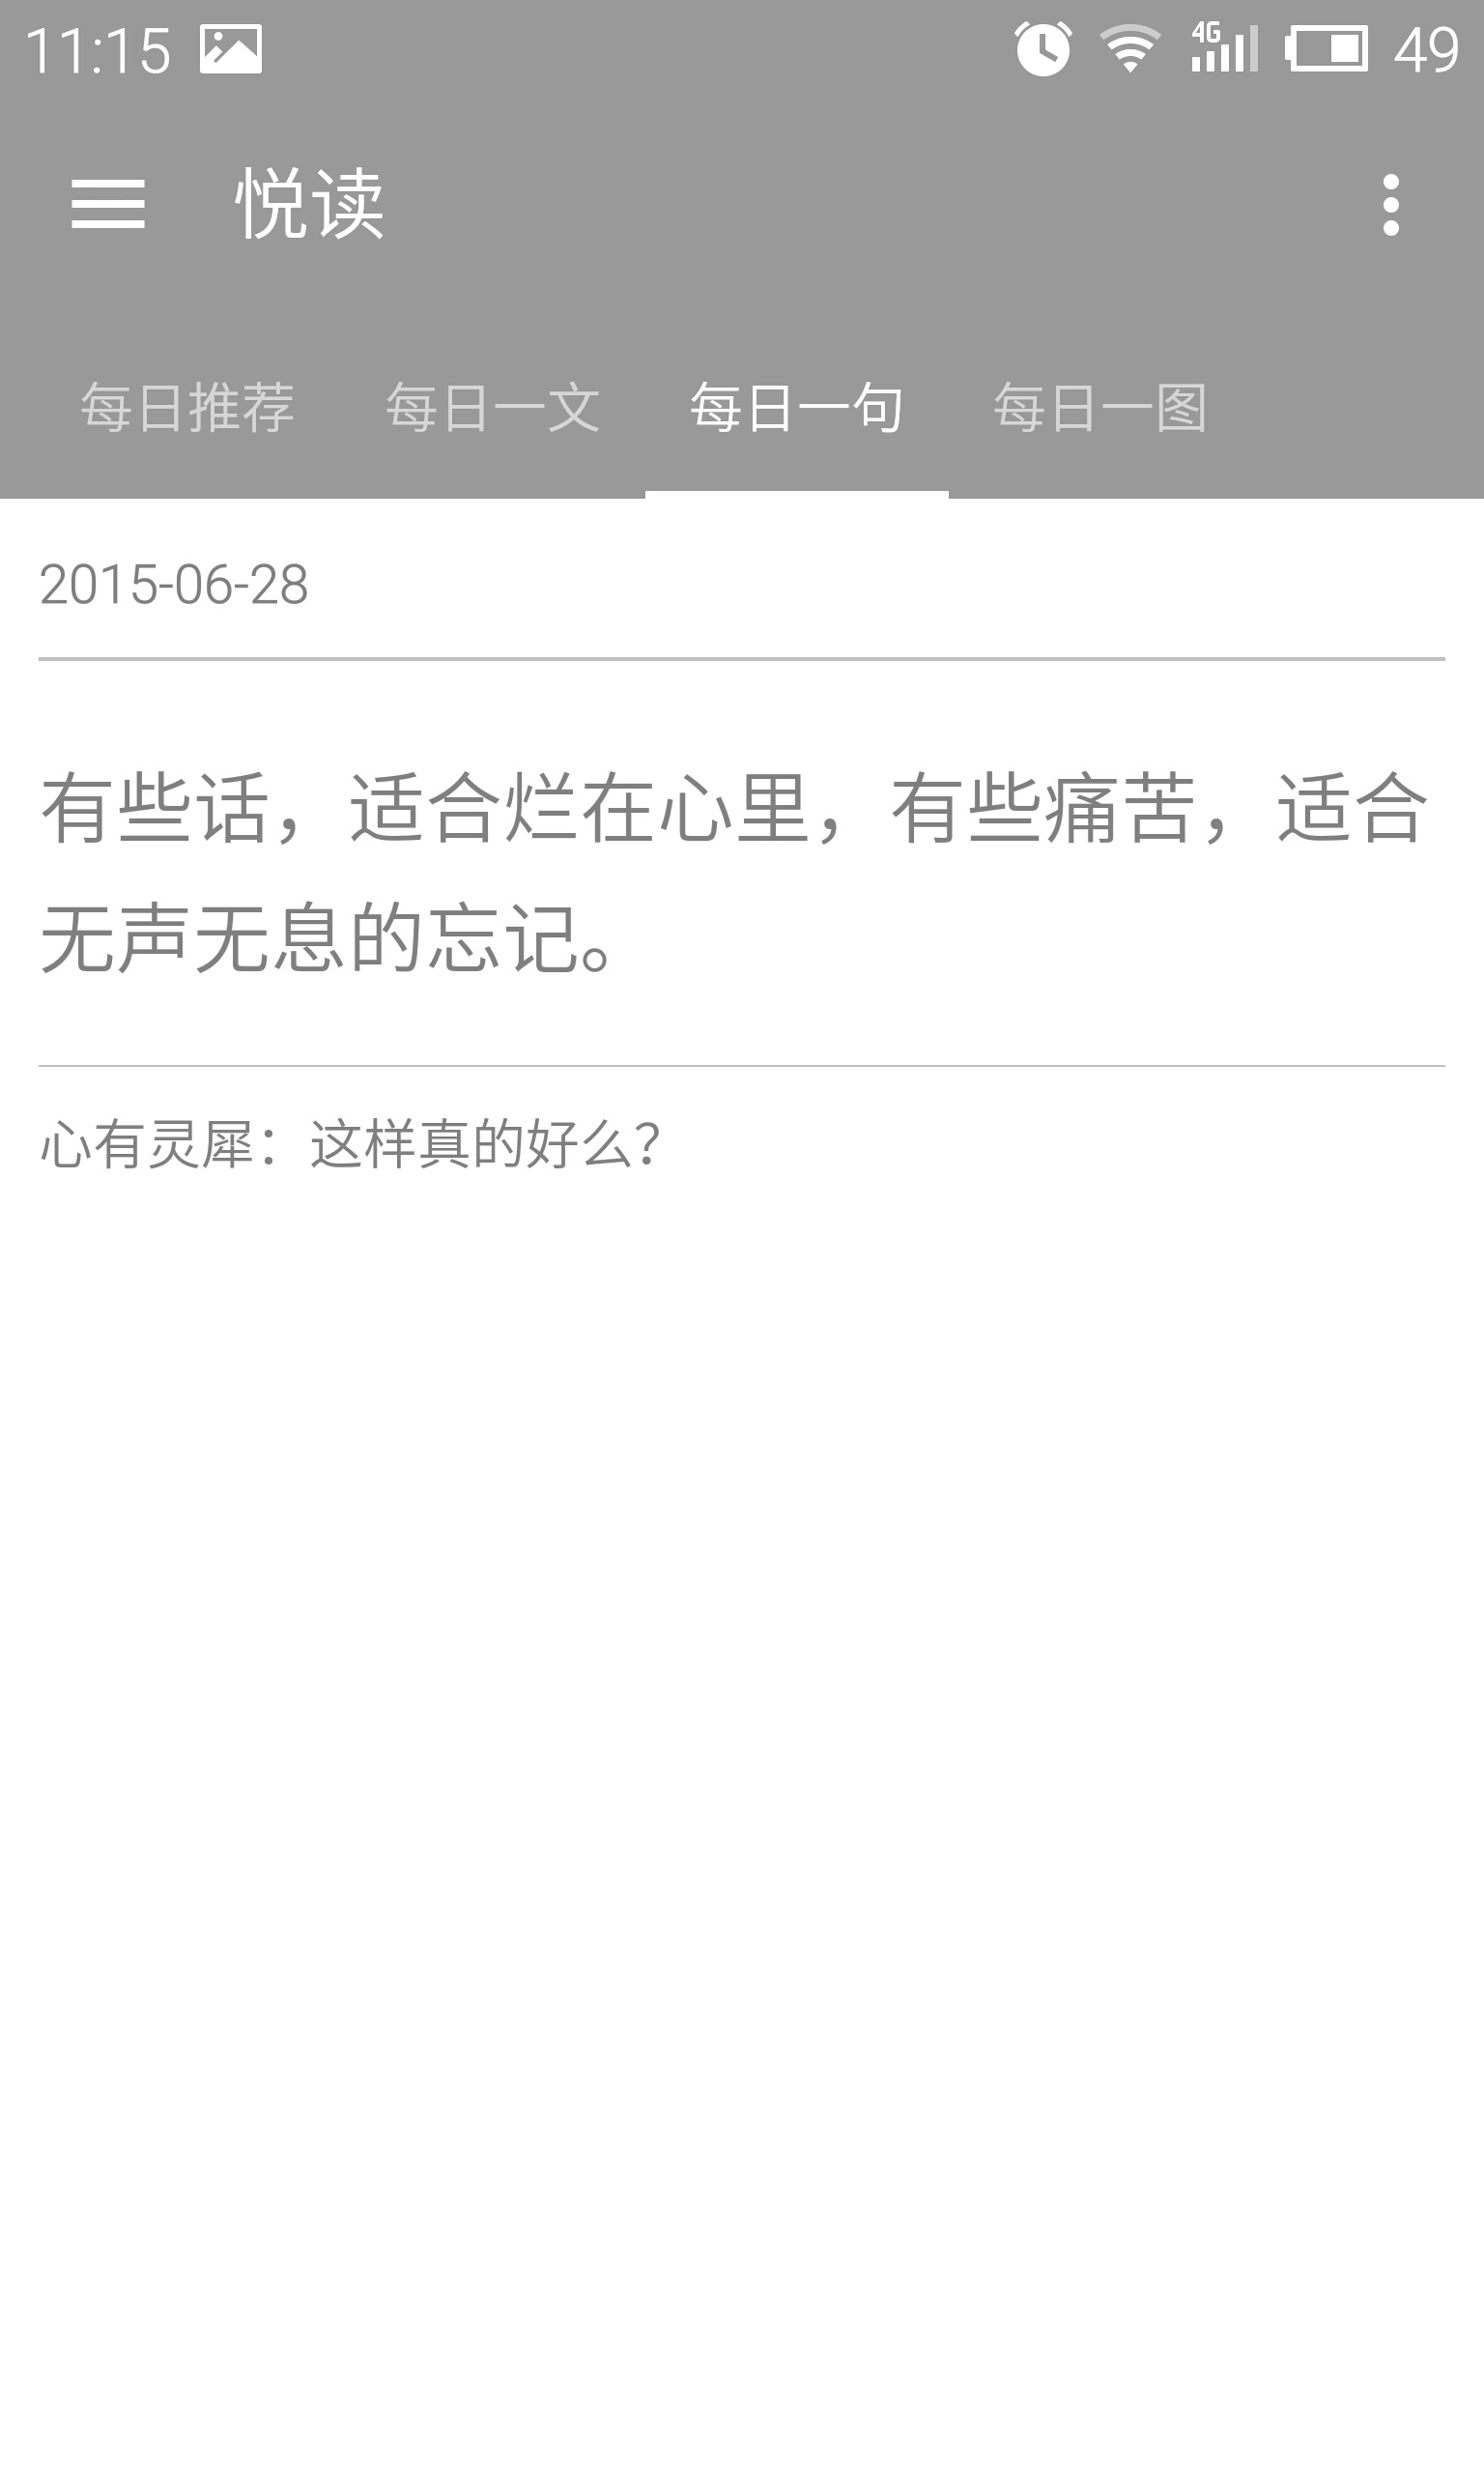 11:15 4G 49
悦读
每日推荐 每日一文 每日一句 每日一图
2015-06-28
有些话，适合烂在心里，有些痛苦，适合
无声无息的忘记。
心有灵犀：这样真的好么？